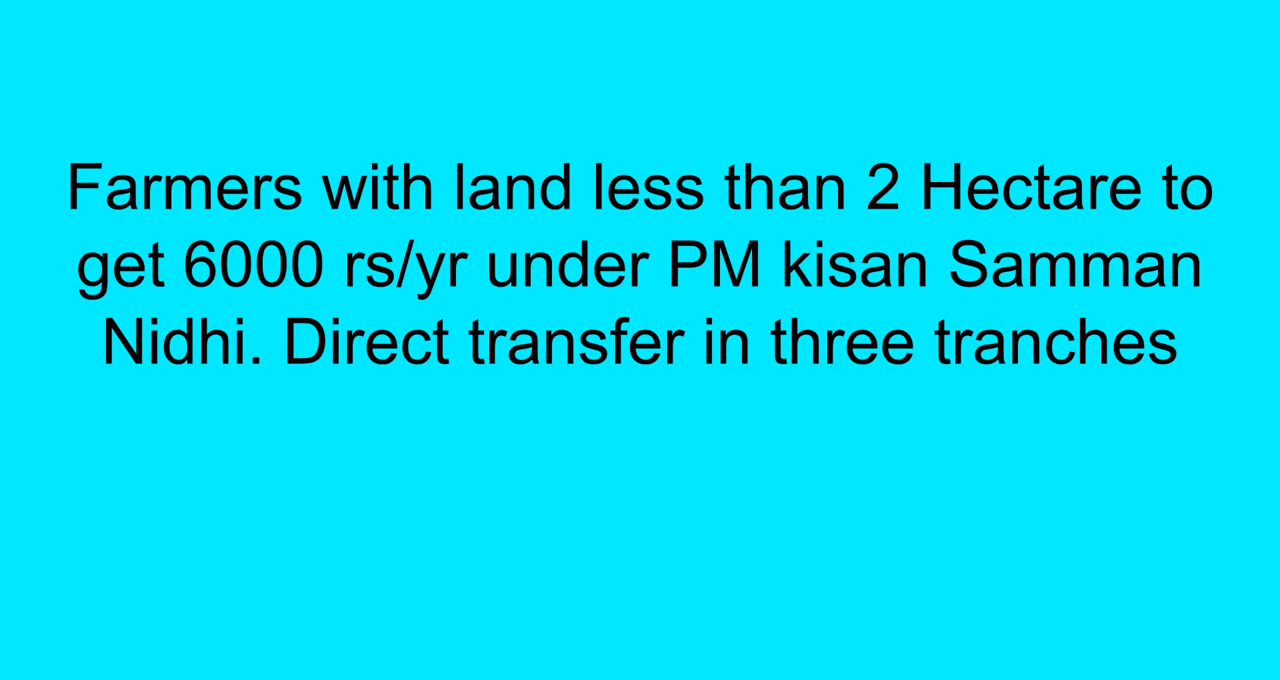 Farmers with land less than 2 Hectare to
get 6000 rs/yr under PM kisan Samman
Nidhi. Direct transfer in three tranches